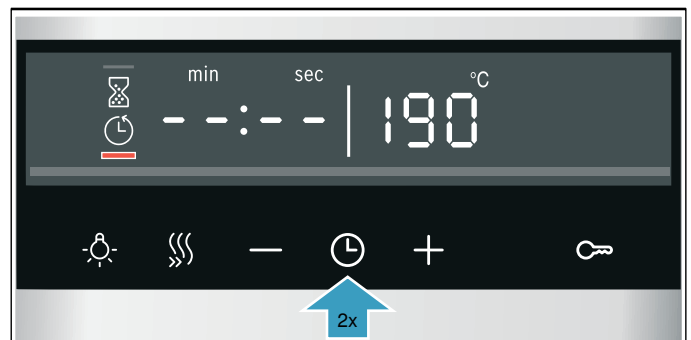 min sec °C
– –:– – 190
2x